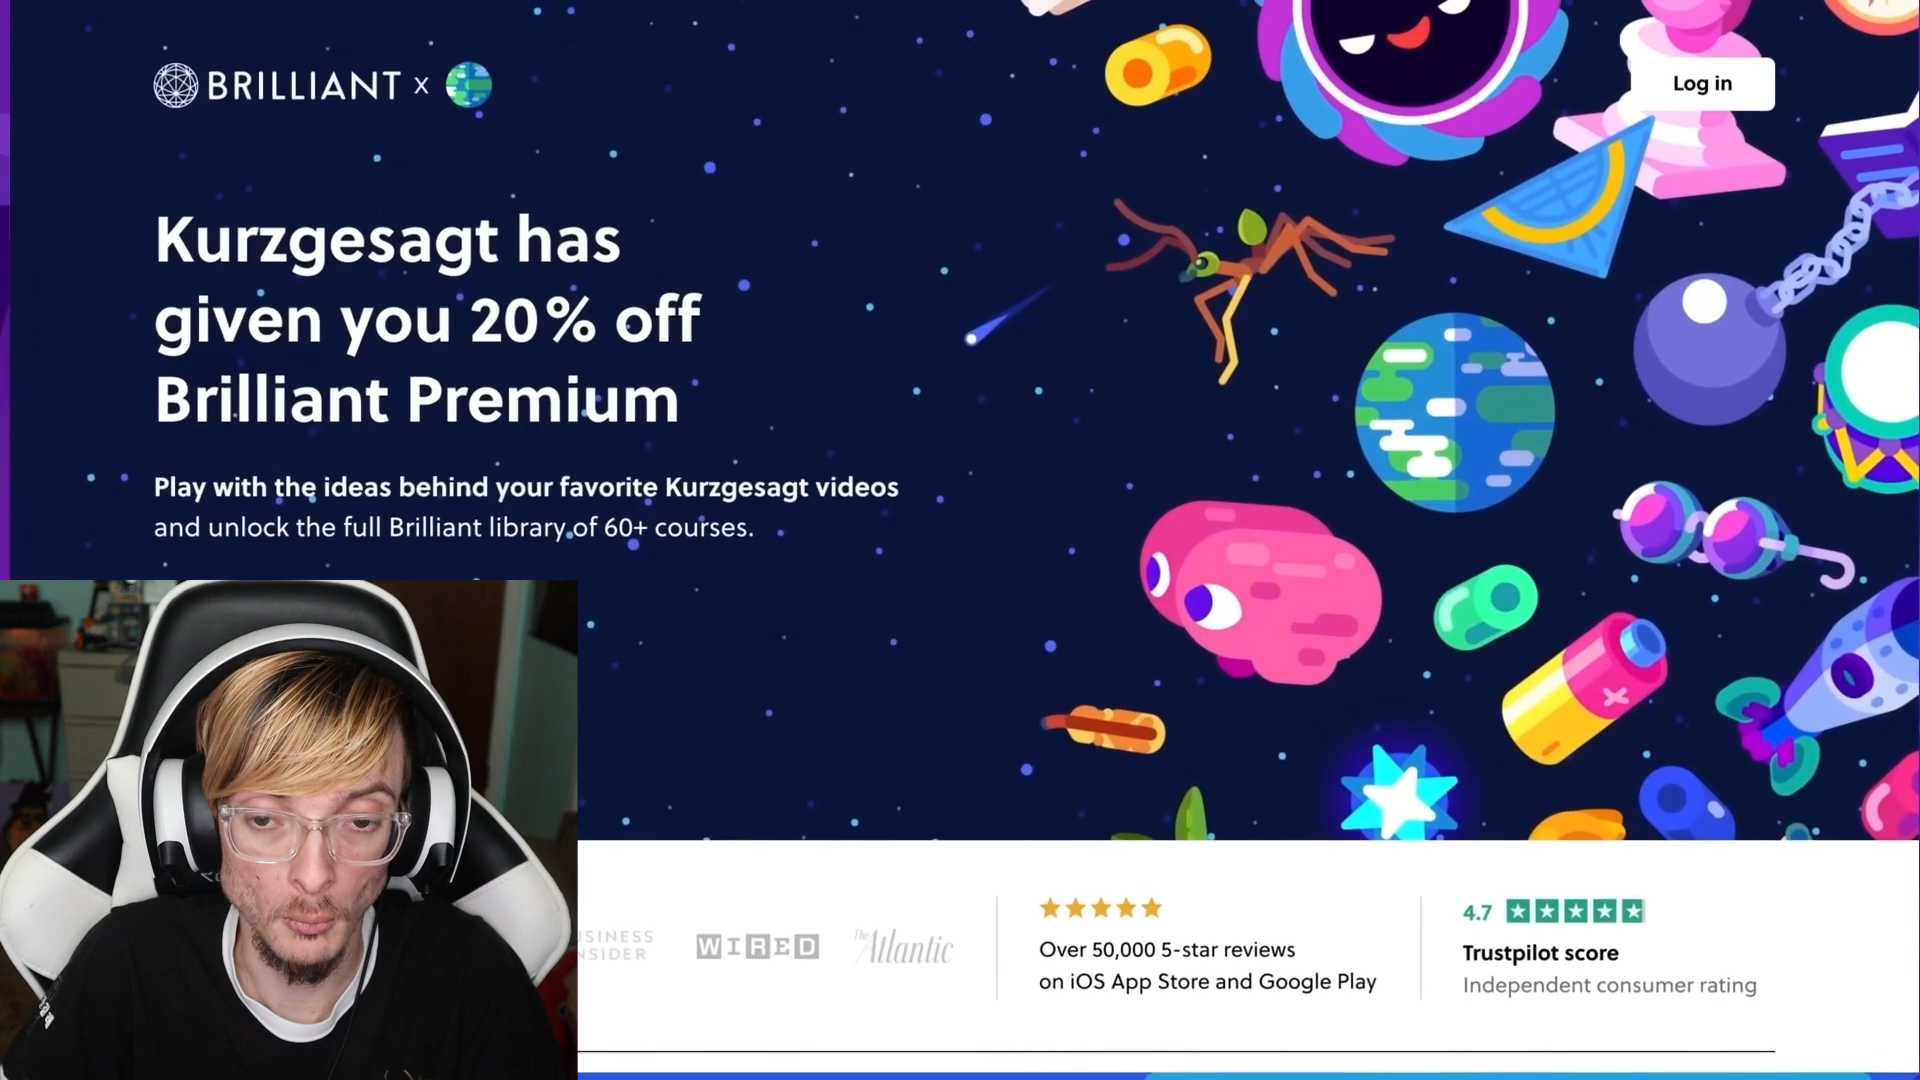 BRILLIANT x
Log in
Kurzgesagt has
given you 20% off
Brilliant Premium
Play with the ideas behind your favorite Kurzgesagt videos
and unlock the full Brilliant library of 60+ courses.
WIRED
The Atlantic
Over 50,000 5-star reviews
on iOS App Store and Google Play
4.7
Trustpilot score
Independent consumer rating